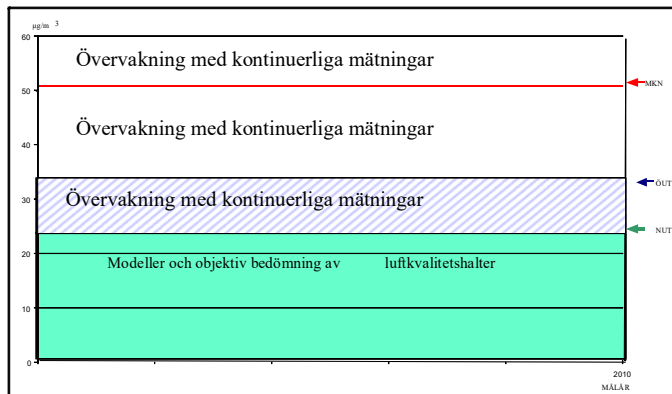 µg/m 3
60
Övervakning med kontinuerliga mätningar
MKN
50
Övervakning med kontinuerliga mätningar
40
ÖUT
30
Övervakning med kontinuerliga mätningar
NUT
20
Modeller och objektiv bedömning av luftkvalitetshalter
10
0
2010
MÅLÅR